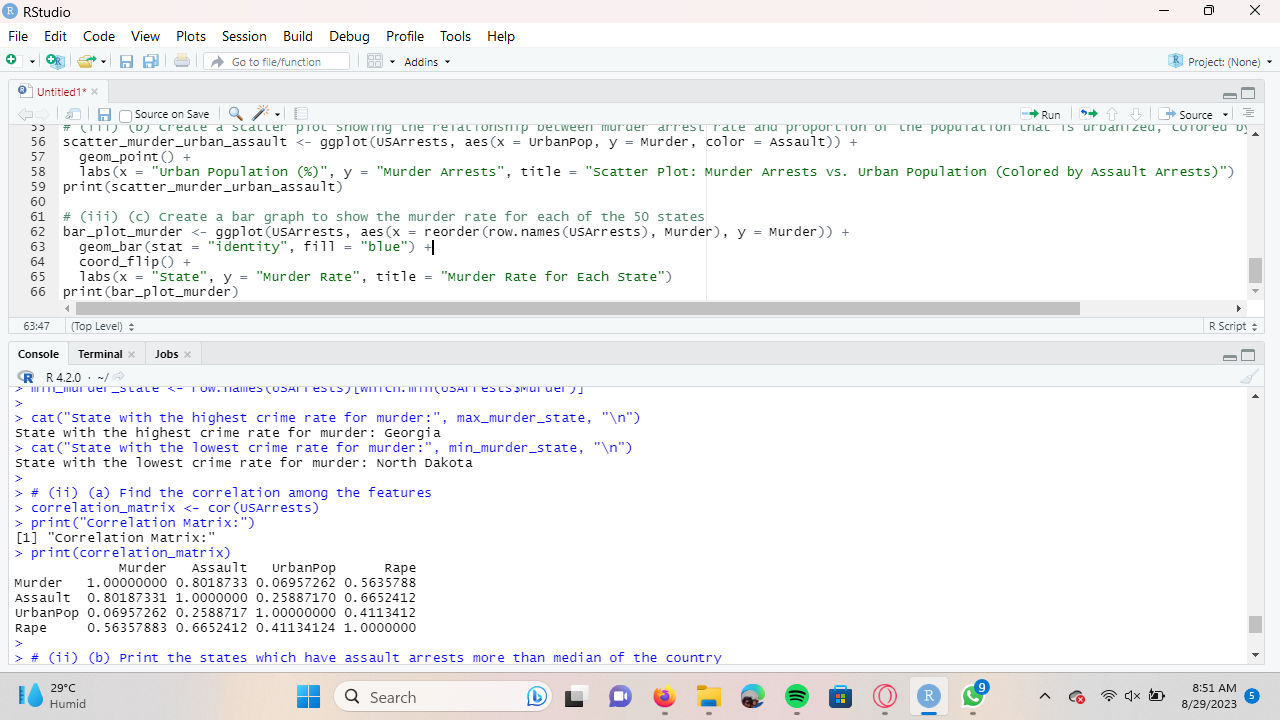 RStudio
File Edit Code View Plots Session Build Debug Profile Tools Help
Go to file/function Addins Project: (None)
Untitled1*
Source on Save Run Source
55 # (iii) (b) Create a scatter plot showing the relationship between murder arrest rate and proportion of the population that is urbanized, colored by
56 scatter_murder_urban_assault <- ggplot(USArrests, aes(x = UrbanPop, y = Murder, color = Assault)) +
57   geom_point() +
58   labs(x = "Urban Population (%)", y = "Murder Arrests", title = "Scatter Plot: Murder Arrests vs. Urban Population (Colored by Assault Arrests)")
59 print(scatter_murder_urban_assault)
60
61 # (iii) (c) Create a bar graph to show the murder rate for each of the 50 states
62 bar_plot_murder <- ggplot(USArrests, aes(x = reorder(row.names(USArrests), Murder), y = Murder)) +
63   geom_bar(stat = "identity", fill = "blue") +
64   coord_flip() +
65   labs(x = "State", y = "Murder Rate", title = "Murder Rate for Each State")
66 print(bar_plot_murder)
63:47 (Top Level) R Script
Console Terminal Jobs
R 4.2.0 · ~/
> min_murder_state <- row.names(USArrests)[which.min(USArrests$Murder)]
>
> cat("State with the highest crime rate for murder:", max_murder_state, "\n")
State with the highest crime rate for murder: Georgia
> cat("State with the lowest crime rate for murder:", min_murder_state, "\n")
State with the lowest crime rate for murder: North Dakota
>
> # (ii) (a) Find the correlation among the features
> correlation_matrix <- cor(USArrests)
> print("Correlation Matrix:")
[1] "Correlation Matrix:"
> print(correlation_matrix)
Murder Assault UrbanPop Rape
Murder 1.00000000 0.8018733 0.06957262 0.5635788
Assault 0.80187331 1.0000000 0.25887170 0.6652412
UrbanPop 0.06957262 0.2588717 1.00000000 0.4113412
Rape 0.56357883 0.6652412 0.41134124 1.0000000
>
> # (ii) (b) Print the states which have assault arrests more than median of the country
29°C
Humid
Search
9
8:51 AM
8/29/2023
5